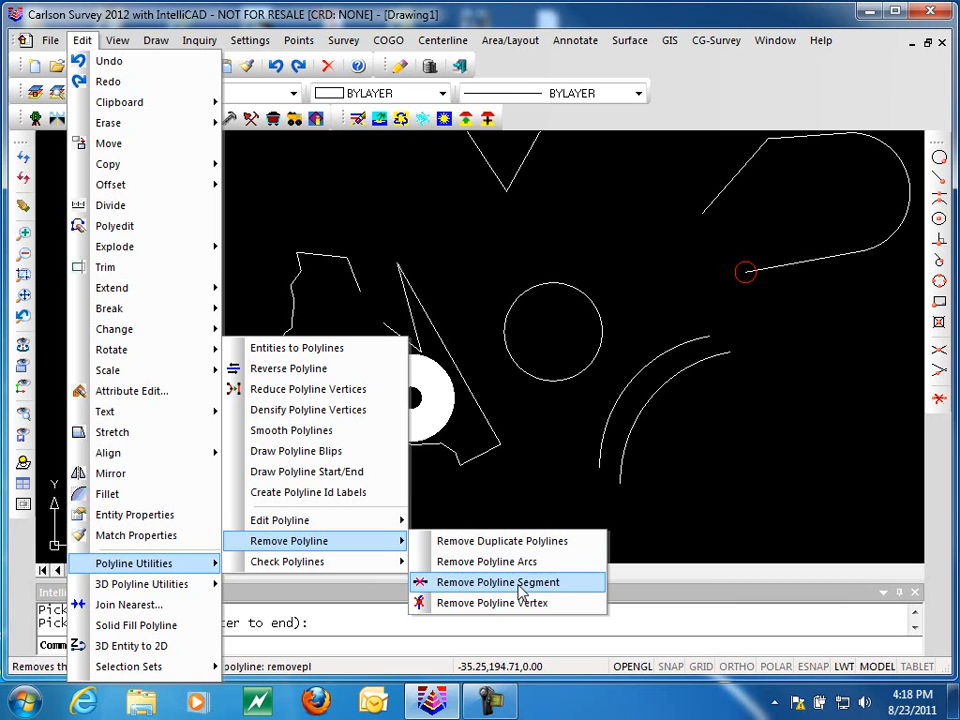 Carlson Survey 2012 with IntelliCAD - NOT FOR RESALE [CRD: NONE] - [Drawing1]
File Edit View Draw Inquiry Settings Points Survey COGO Centerline Area/Layout Annotate Surface GIS CG-Survey Window Help
BYLAYER BYLAYER
Undo
Redo
Clipboard
Erase
Move
Copy
Offset
Divide
Polyedit
Explode
Trim
Extend
Break
Change
Rotate
Scale
Attribute Edit...
Text
Stretch
Align
Mirror
Fillet
Entity Properties
Match Properties
Polyline Utilities
3D Polyline Utilities
Join Nearest...
Solid Fill Polyline
3D Entity to 2D
Selection Sets
Entities to Polylines
Reverse Polyline
Reduce Polyline Vertices
Densify Polyline Vertices
Smooth Polylines
Draw Polyline Blips
Draw Polyline Start/End
Create Polyline Id Labels
Edit Polyline
Remove Polyline
Check Polylines
Remove Duplicate Polylines
Remove Polyline Arcs
Remove Polyline Segment
Remove Polyline Vertex
Y
Pick
Pick ter to end):
Comm
Removes th polyline: removepl -35.25,194.71,0.00 OPENGL SNAP GRID ORTHO POLAR ESNAP LWT MODEL TABLET
4:18 PM
8/23/2011